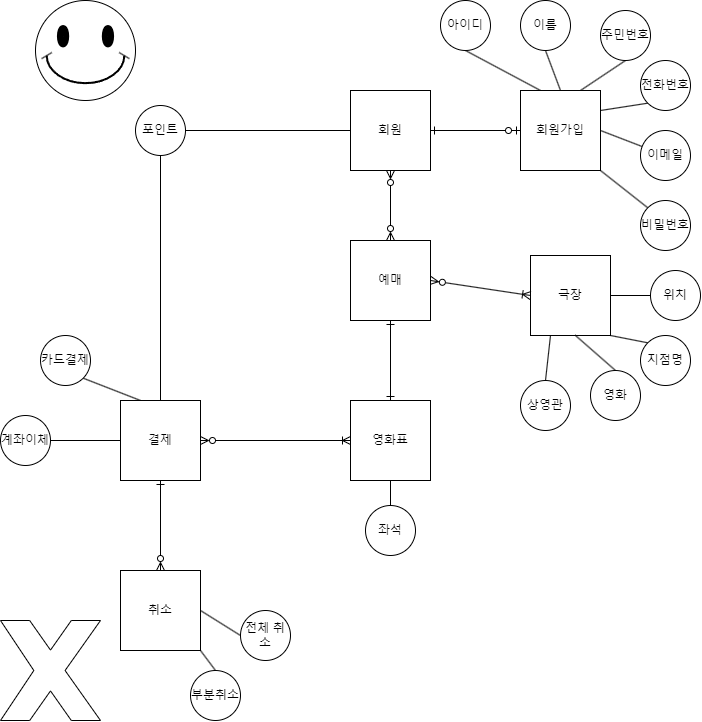 아이디
이름
주민번호
전화번호
포인트
회원
회원가입
이메일
비밀번호
예매
극장
위치
카드결제
지점명
상영관
영화
계좌이체
결제
영화표
좌석
취소
전체 취
소
부분취소
X